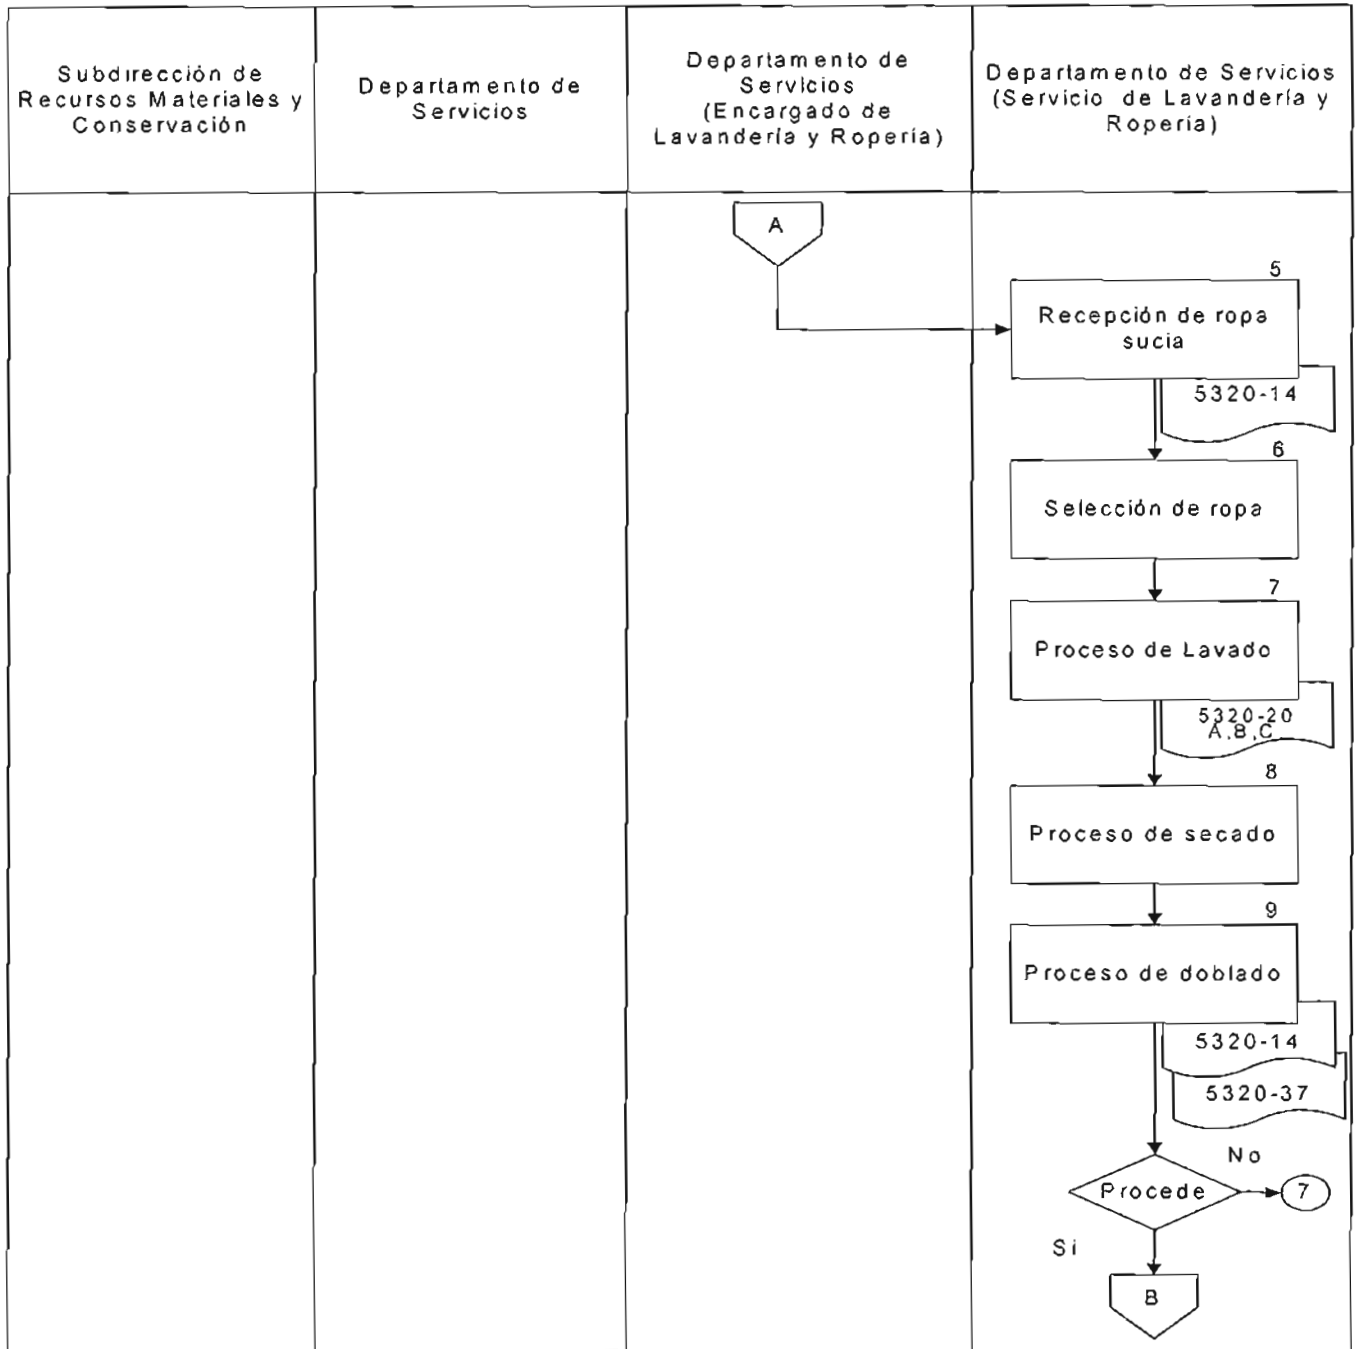 Subdirección de
Recursos Materiales y
Conservación
Departamento de
Servicios
Departamento de
Servicios
(Encargado de
Lavandería y Ropería)
Departamento de Servicios
(Servicio de Lavandería y
Ropería)
A
5
Recepción de ropa
sucia
5320-14
6
Selección de ropa
7
Proceso de Lavado
5320-20
A,B,C
8
Proceso de secado
9
Proceso de doblado
5320-14
5320-37
No
Procede
7
Si
B